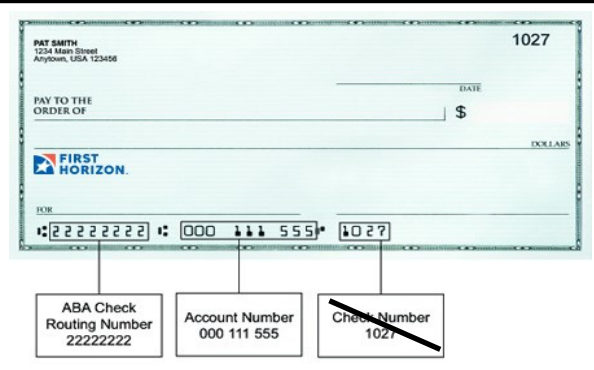 PAT SMITH
1234 Main Street
Anytown, USA 123456
1027
DATE
PAY TO THE
ORDER OF
$
DOLLARS
FIRST
HORIZON.
FOR
⑆22222222⑆ 000 111 555⑈ 1027
ABA Check
Routing Number
22222222
Account Number
000 111 555
Check Number
1027